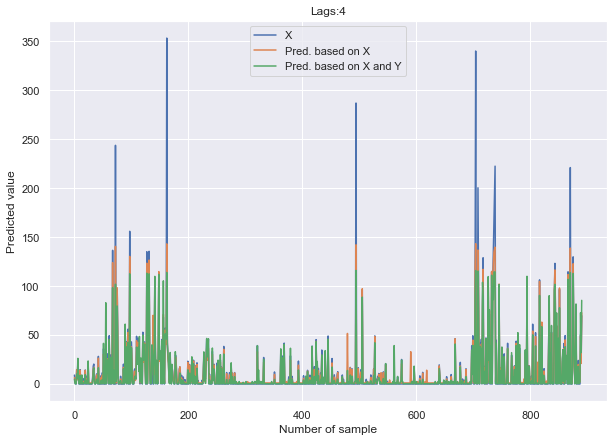 Lags:4
X
Pred. based on X
Pred. based on X and Y
Predicted value
350
300
250
200
150
100
50
0
0
200
400
600
800
Number of sample